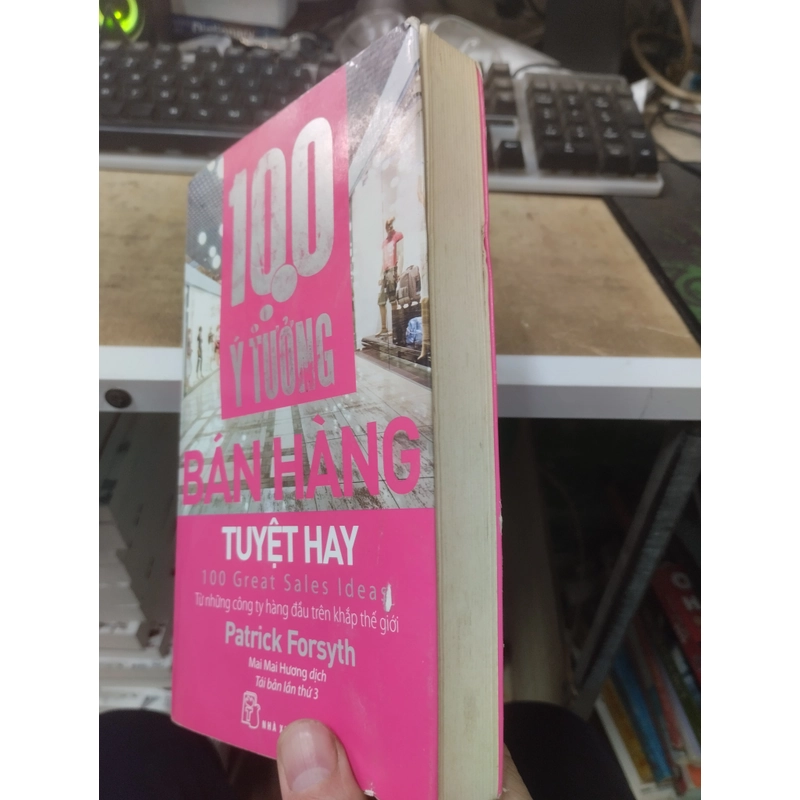 100
Ý TƯỞNG
BÁN HÀNG
TUYỆT HAY
100 Great Sales Ideas
Từ những công ty hàng đầu trên khắp thế giới
Patrick Forsyth
Mai Mai Hương dịch
Tái bản lần thứ 3
NHÀ